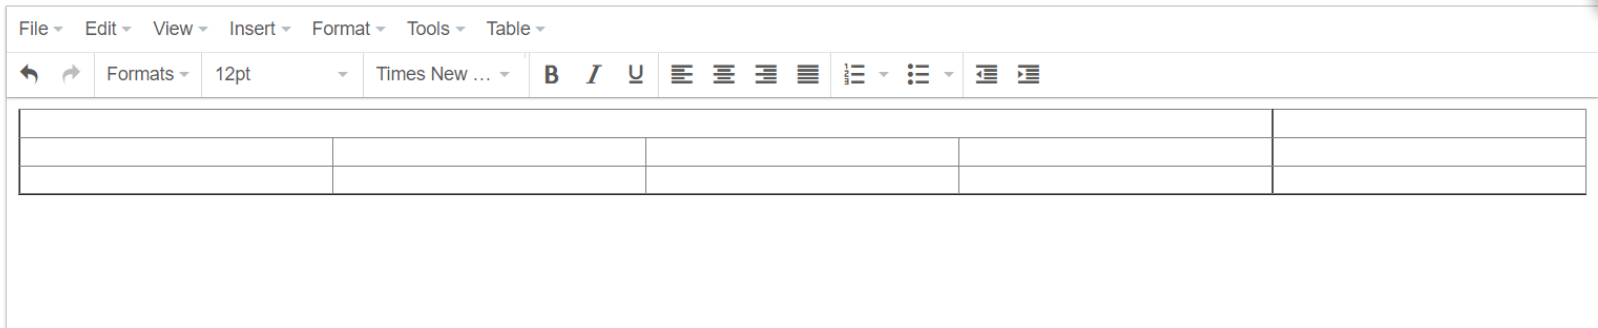 File Edit View Insert Format Tools Table
Formats 12pt Times New ... B I U